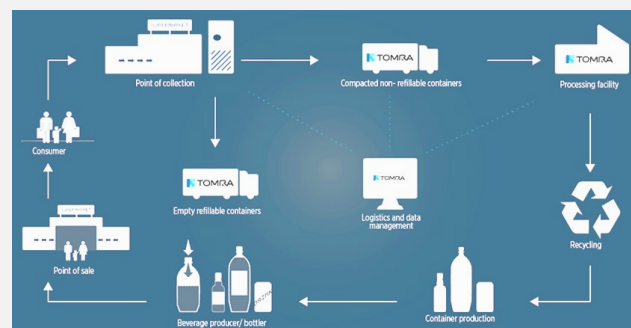 TOMRA
Point of collection
Compacted non- refillable containers
TOMRA
Processing facility
Consumer
TOMRA
Empty refillable containers
TOMRA
Logistics and data
management
Recycling
Point of sale
Beverage producer/ bottler
Container production